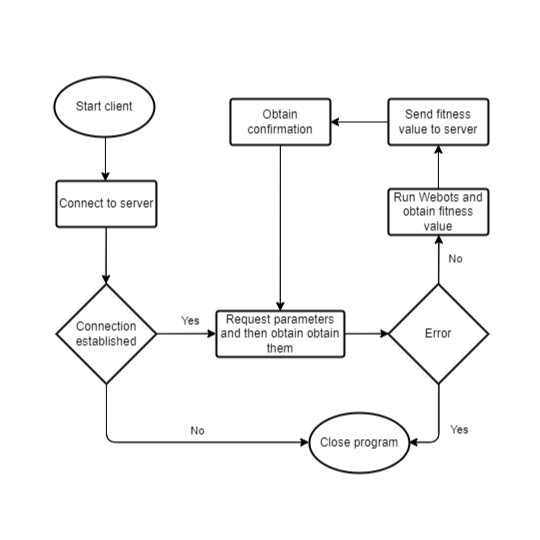 Start client
Connect to server
Connection
established
Yes
No
Request parameters
and then obtain obtain
them
Error
No
Yes
Run Webots and
obtain fitness
value
Send fitness
value to server
Obtain
confirmation
Close program